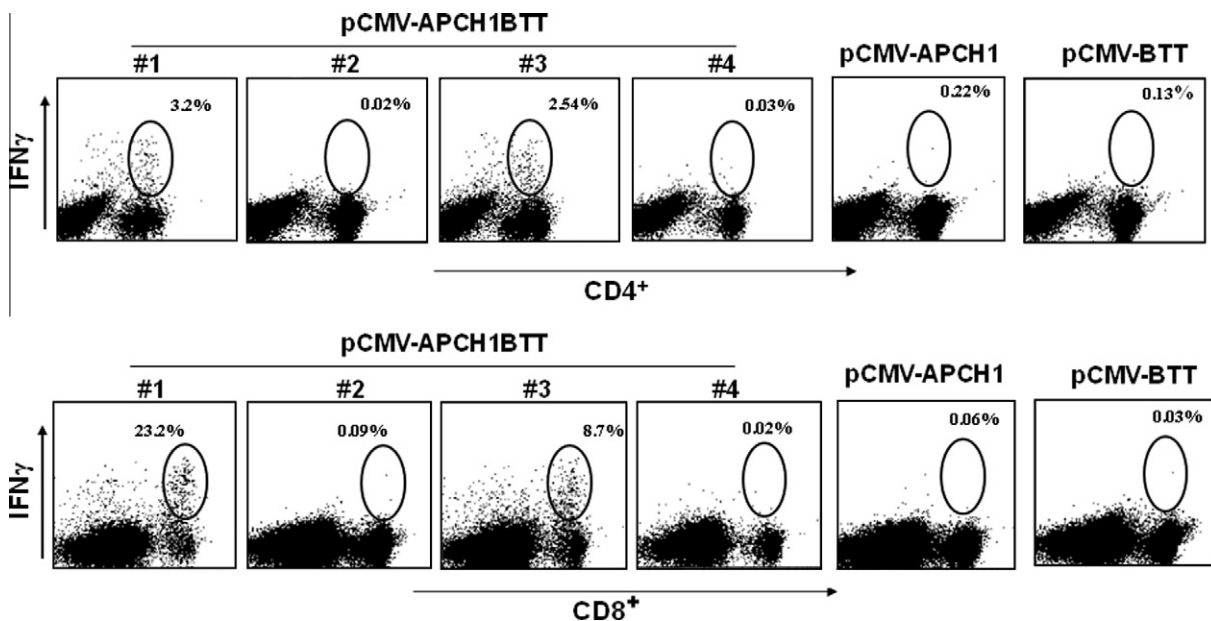 pCMV-APCH1BTT
#1 #2 #3 #4 pCMV-APCH1 pCMV-BTT
3.2% 0.02% 2.54% 0.03% 0.22% 0.13%
IFNγ
CD4⁺
pCMV-APCH1BTT
#1 #2 #3 #4 pCMV-APCH1 pCMV-BTT
23.2% 0.09% 8.7% 0.02% 0.06% 0.03%
IFNγ
CD8⁺